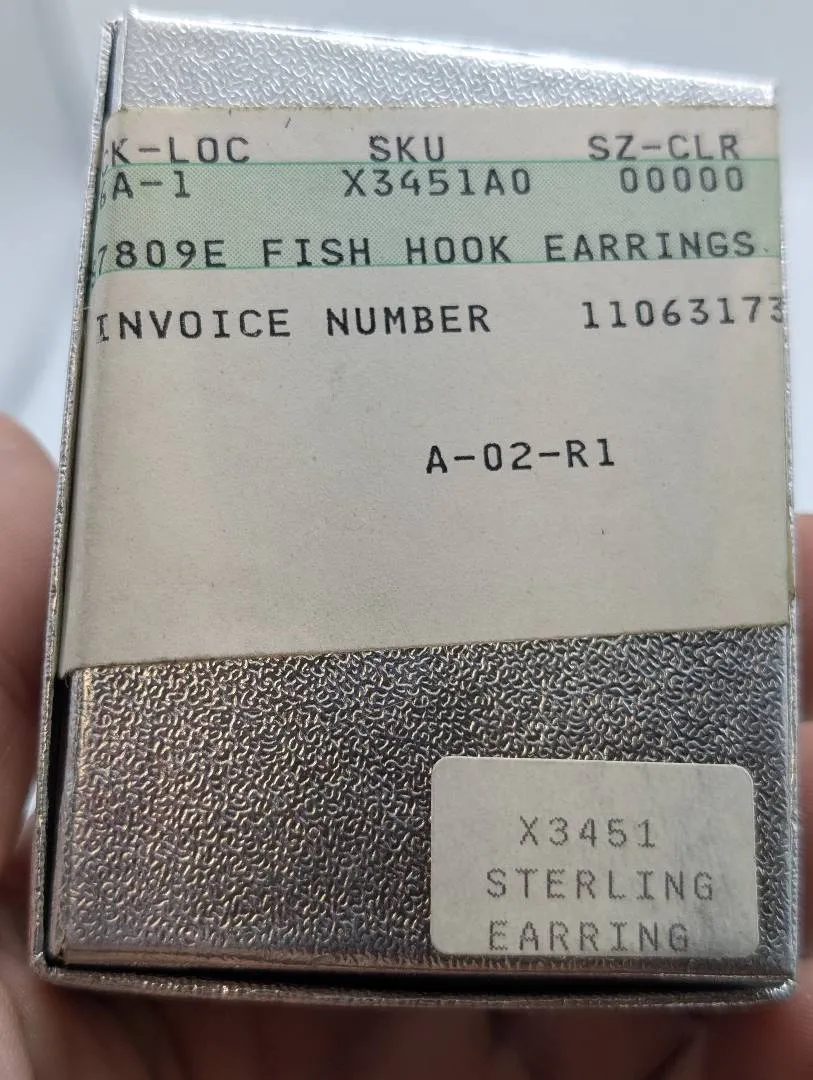 K-LOC SKU SZ-CLR
A-1 X3451A0 00000
7809E FISH HOOK EARRINGS
INVOICE NUMBER 11063173
A-02-R1
X3451
STERLING
EARRING